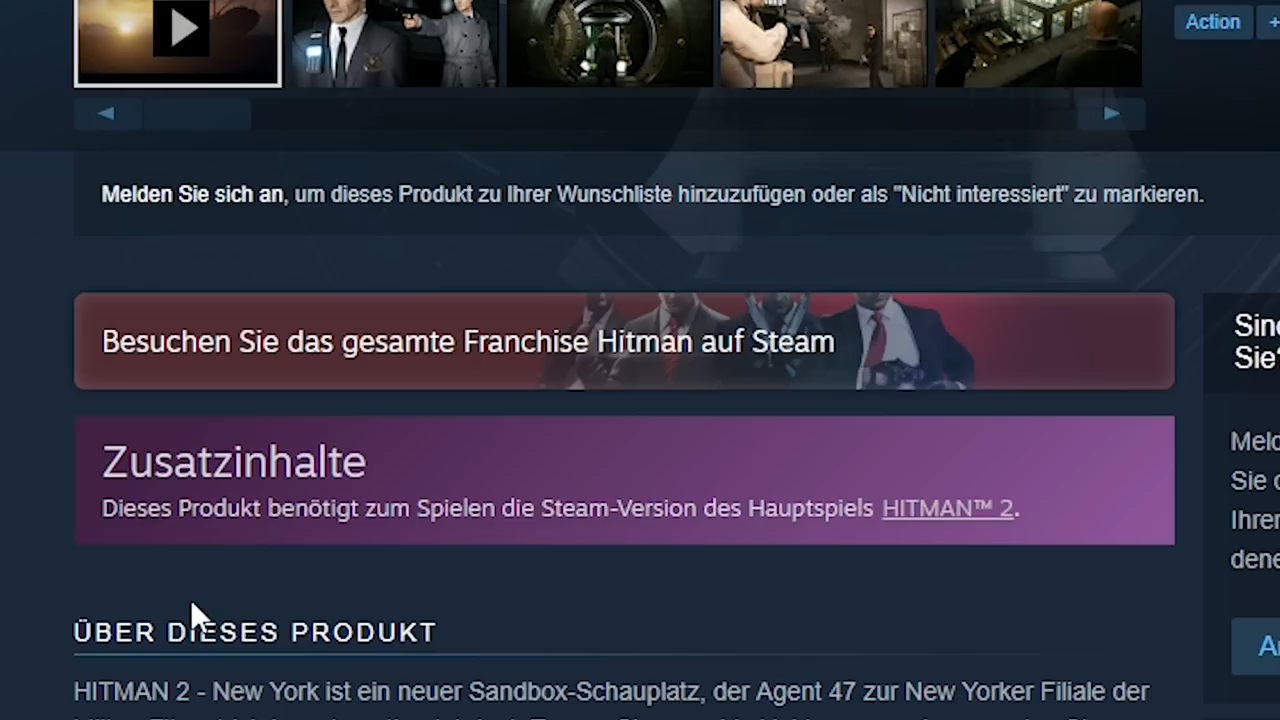 Action
Melden Sie sich an, um dieses Produkt zu Ihrer Wunschliste hinzuzufügen oder als "Nicht interessiert" zu markieren.
Besuchen Sie das gesamte Franchise Hitman auf Steam
Zusatzinhalte
Dieses Produkt benötigt zum Spielen die Steam-Version des Hauptspiels HITMAN™ 2.
ÜBER DIESES PRODUKT
HITMAN 2 - New York ist ein neuer Sandbox-Schauplatz, der Agent 47 zur New Yorker Filiale der
Sie
Sie